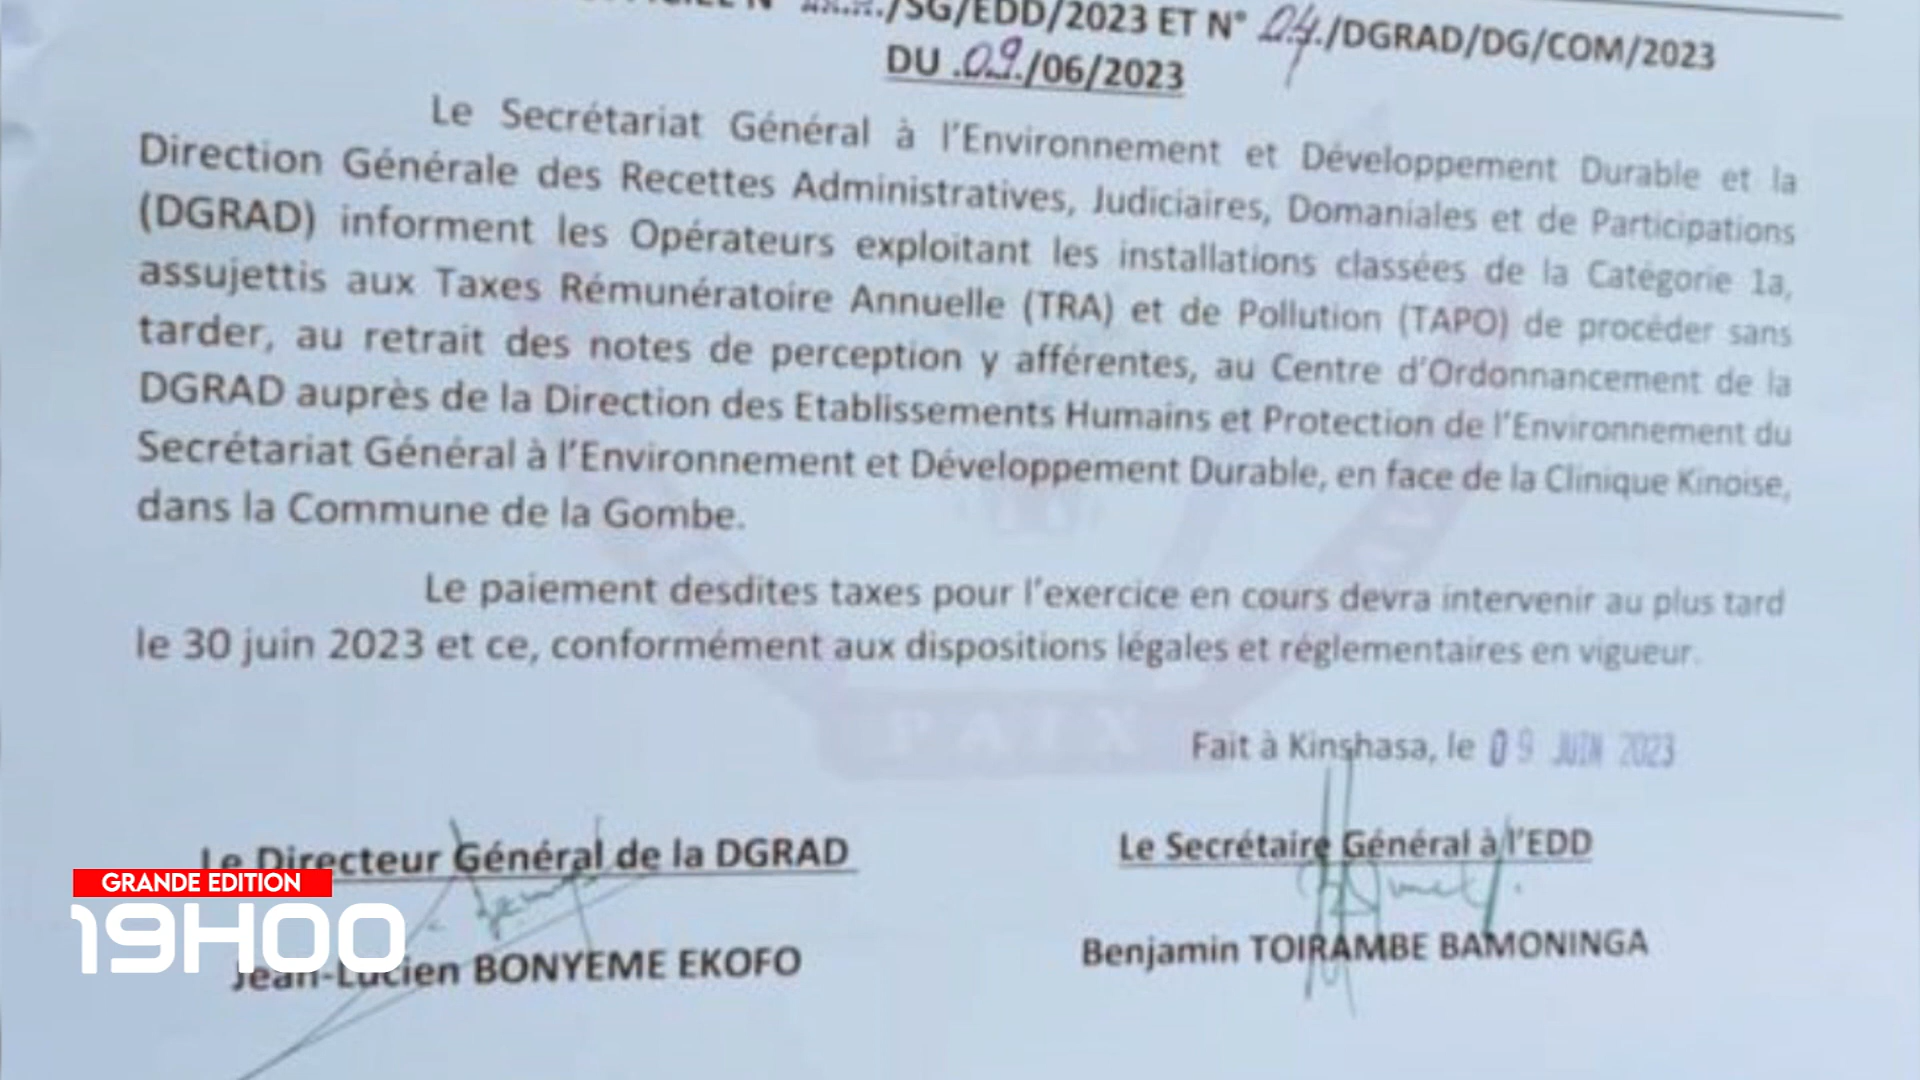 /SG/EDD/2023 ET N° 04/DGRAD/DG/COM/2023
DU .09./06/2023
Le Secrétariat Général à l'Environnement et Développement Durable et la
Direction Générale des Recettes Administratives, Judiciaires, Domaniales et de Participations
(DGRAD) informent les Opérateurs exploitant les installations classées de la Catégorie 1a,
assujettis aux Taxes Rémunératoire Annuelle (TRA) et de Pollution (TAPO) de procéder sans
tarder, au retrait des notes de perception y afférentes, au Centre d'Ordonnancement de la
DGRAD auprès de la Direction des Etablissements Humains et Protection de l'Environnement du
Secrétariat Général à l'Environnement et Développement Durable, en face de la Clinique Kinoise,
dans la Commune de la Gombe.
Le paiement desdites taxes pour l'exercice en cours devra intervenir au plus tard
le 30 juin 2023 et ce, conformément aux dispositions légales et réglementaires en vigueur.
PAIX
Fait à Kinshasa, le 09 JUIN 2023
Le Directeur Général de la DGRAD
Le Secrétaire Général à l'EDD
GRANDE EDITION
19H00
Jean-Lucien BONYEME EKOFO
Benjamin TOIRAMBE BAMONINGA